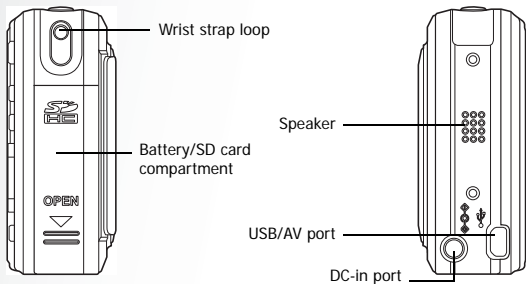 Wrist strap loop
SD
HC
Battery/SD card
compartment
OPEN
Speaker
USB/AV port
DC-in port